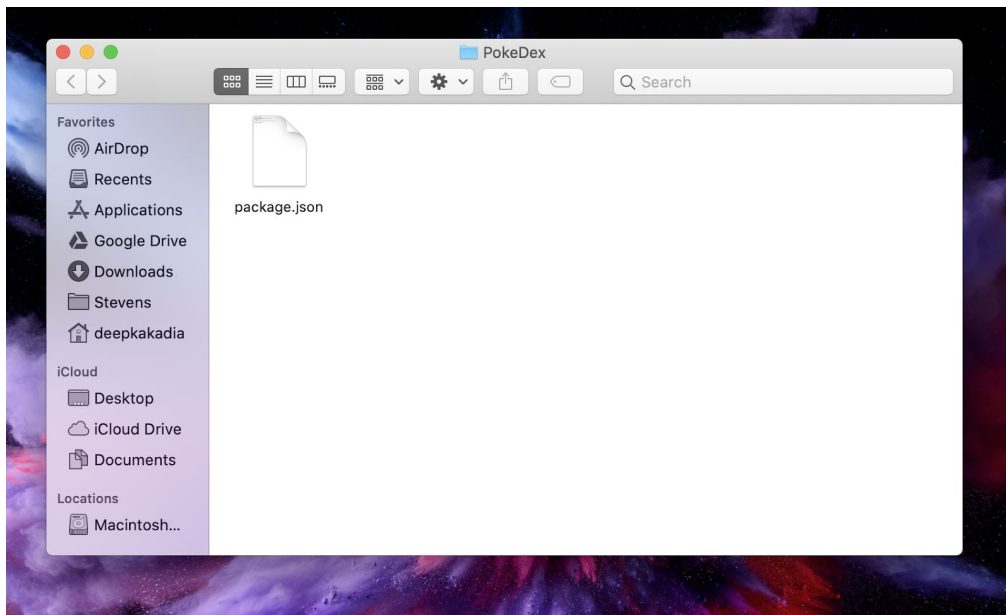 PokeDex
Search
Favorites
AirDrop
Recents
Applications
Google Drive
Downloads
Stevens
deepkakadia
iCloud
Desktop
iCloud Drive
Documents
Locations
Macintosh...
package.json